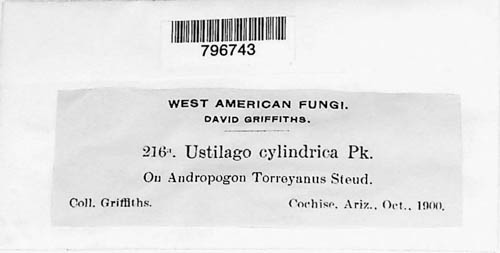 796743
WEST AMERICAN FUNGI.
DAVID GRIFFITHS.
216a. Ustilago cylindrica Pk.
On Andropogon Torreyanus Steud.
Coll. Griffiths. Cochise, Ariz., Oct., 1900.